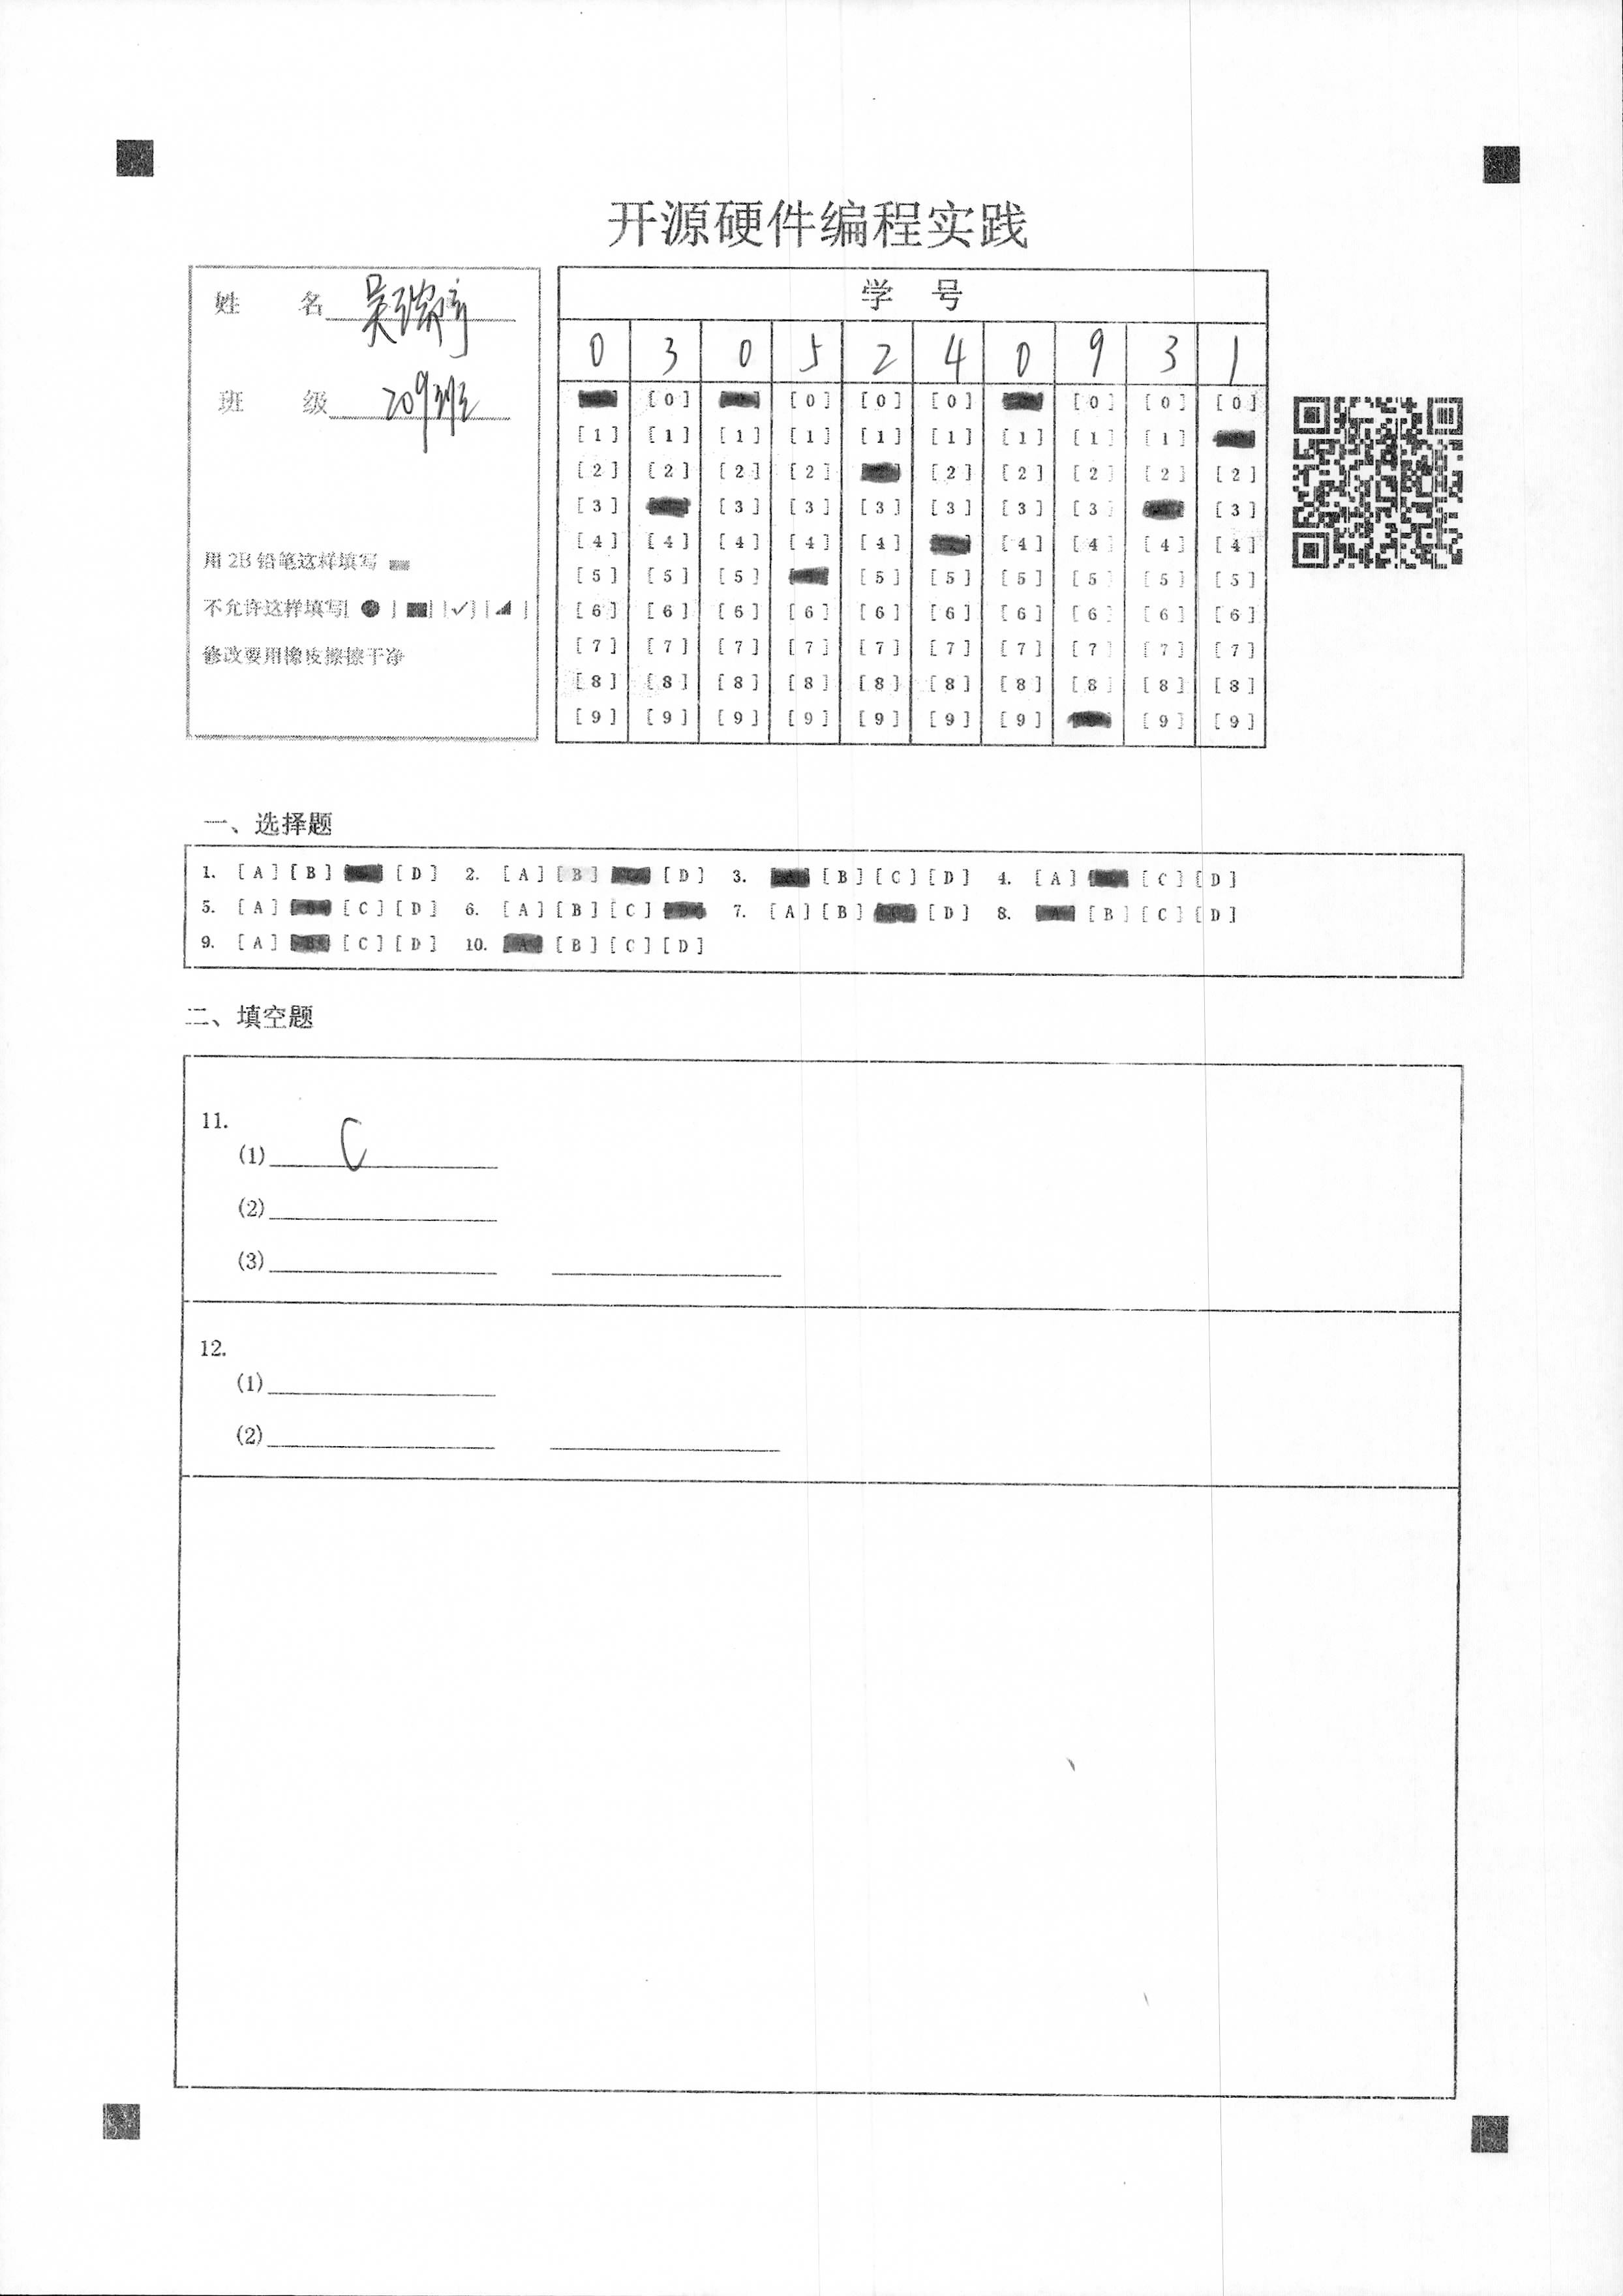 开源硬件编程实践
姓 名 吴
班 级 209班
用 2B 铅笔这样填写
不允许这样填写[ ● ] [■] [✓] [◢ ]
修改要用橡皮擦擦干净
学 号
0 3 0 5 2 4 0 9 3 1
[0] [0] [0] [0] [0] [0] [0]
[1] [1] [1] [1] [1] [1] [1] [1] [1]
[2] [2] [2] [2] [2] [2] [2] [2] [2]
[3] [3] [3] [3] [3] [3] [3] [3]
[4] [4] [4] [4] [4] [4] [4] [4] [4]
[5] [5] [5] [5] [5] [5] [5] [5] [5]
[6] [6] [6] [6] [6] [6] [6] [6] [6] [6]
[7] [7] [7] [7] [7] [7] [7] [7] [7] [7]
[8] [8] [8] [8] [8] [8] [8] [8] [8] [8]
[9] [9] [9] [9] [9] [9] [9] [9] [9]
一、选择题
1. [A] [B] [D] 2. [A] [B] [D] 3. [B] [C] [D] 4. [A] [C] [D]
5. [A] [C] [D] 6. [A] [B] [C] 7. [A] [B] [D] 8. [B] [C] [D]
9. [A] [C] [D] 10. [B] [C] [D]
二、填空题
11.
(1) C
(2)
(3)
12.
(1)
(2)